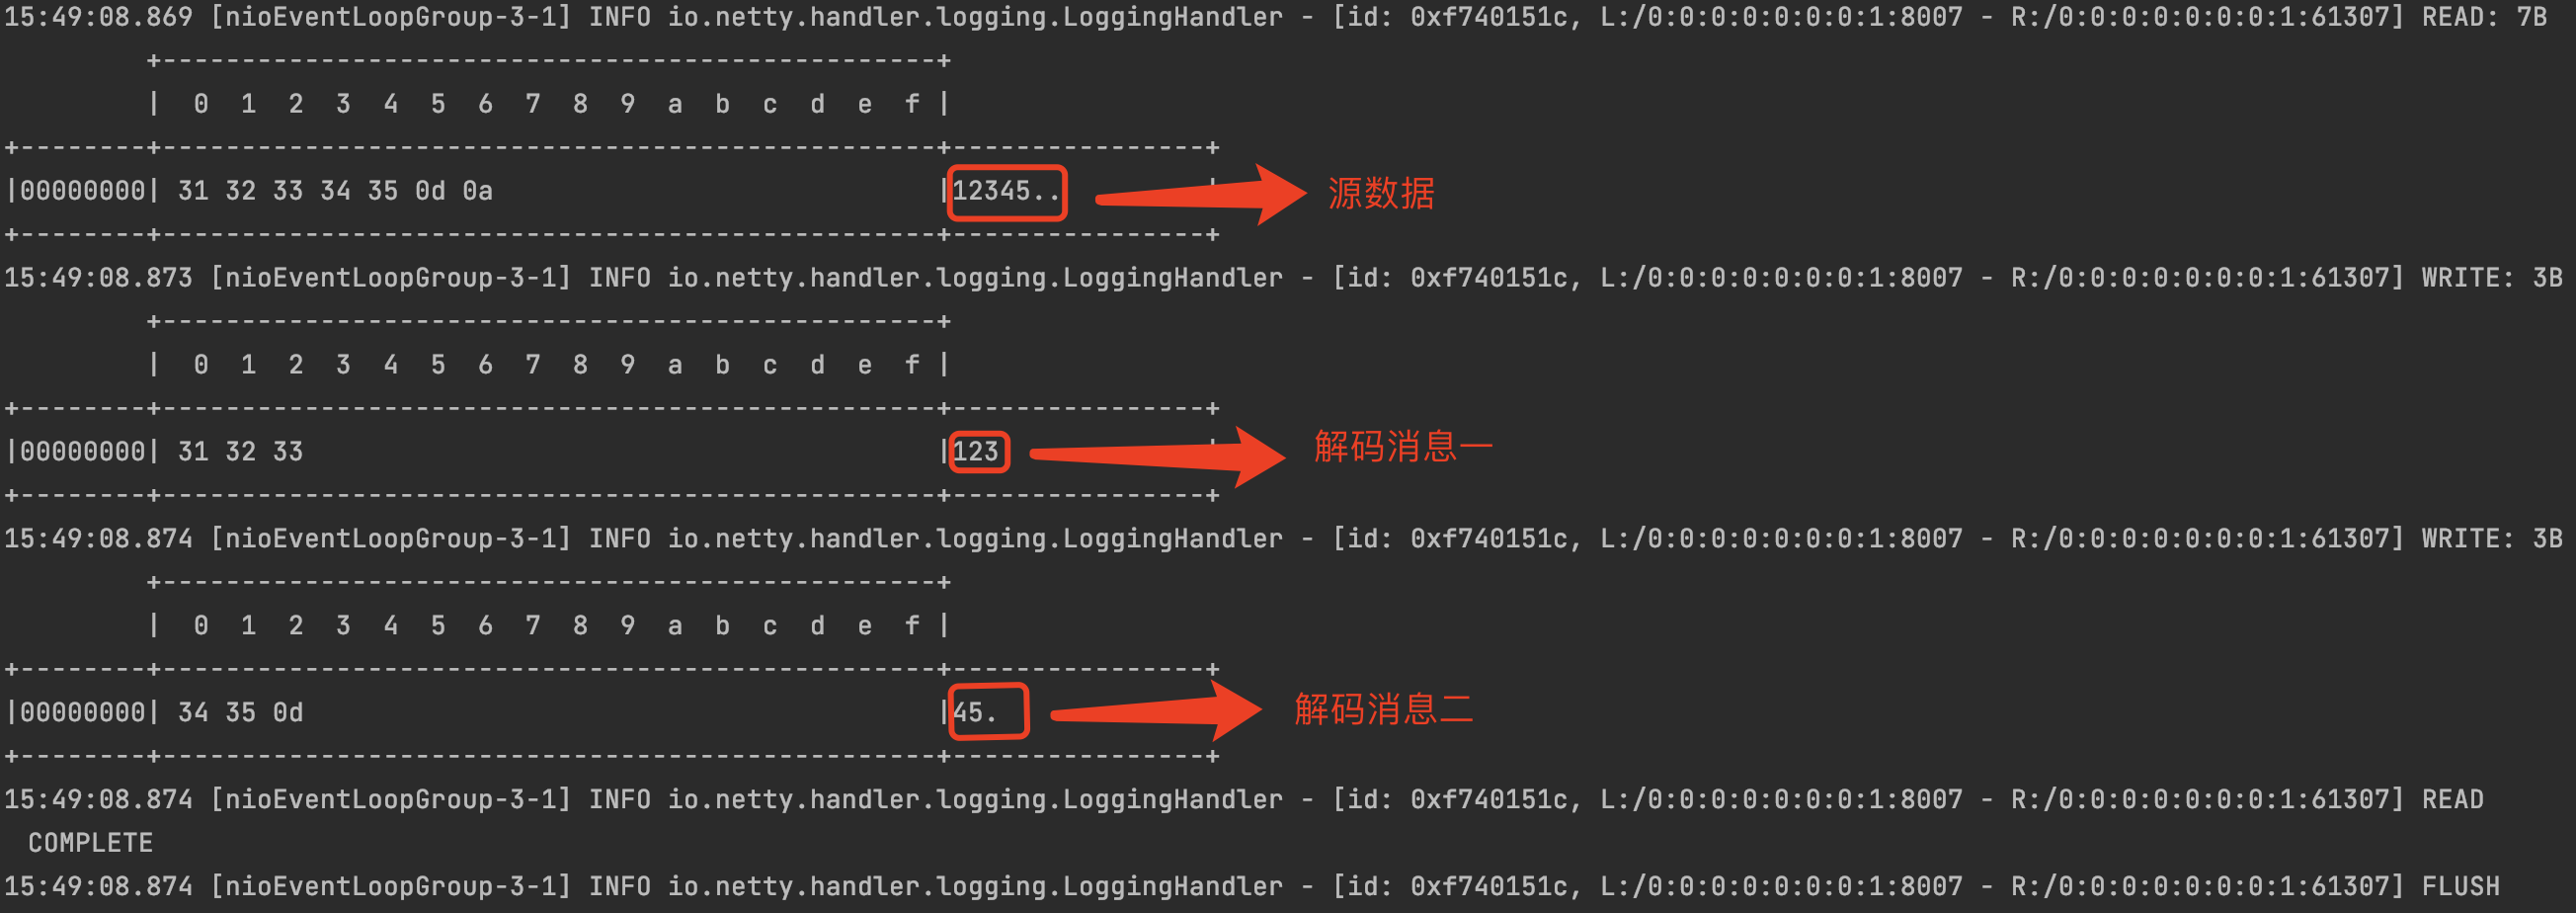 15:49:08.869 [nioEventLoopGroup-3-1] INFO io.netty.handler.logging.LoggingHandler - [id: 0xf740151c, L:/0:0:0:0:0:0:0:1:8007 - R:/0:0:0:0:0:0:0:1:61307] READ: 7B
         +-------------------------------------------------+
         |  0  1  2  3  4  5  6  7  8  9  a  b  c  d  e  f |
+--------+-------------------------------------------------+----------------+
|00000000| 31 32 33 34 35 0d 0a                            |12345..         | 源数据
+--------+-------------------------------------------------+----------------+
15:49:08.873 [nioEventLoopGroup-3-1] INFO io.netty.handler.logging.LoggingHandler - [id: 0xf740151c, L:/0:0:0:0:0:0:0:1:8007 - R:/0:0:0:0:0:0:0:1:61307] WRITE: 3B
         +-------------------------------------------------+
         |  0  1  2  3  4  5  6  7  8  9  a  b  c  d  e  f |
+--------+-------------------------------------------------+----------------+
|00000000| 31 32 33                                        |123             | 解码消息一
+--------+-------------------------------------------------+----------------+
15:49:08.874 [nioEventLoopGroup-3-1] INFO io.netty.handler.logging.LoggingHandler - [id: 0xf740151c, L:/0:0:0:0:0:0:0:1:8007 - R:/0:0:0:0:0:0:0:1:61307] WRITE: 3B
         +-------------------------------------------------+
         |  0  1  2  3  4  5  6  7  8  9  a  b  c  d  e  f |
+--------+-------------------------------------------------+----------------+
|00000000| 34 35 0d                                        |45.             | 解码消息二
+--------+-------------------------------------------------+----------------+
15:49:08.874 [nioEventLoopGroup-3-1] INFO io.netty.handler.logging.LoggingHandler - [id: 0xf740151c, L:/0:0:0:0:0:0:0:1:8007 - R:/0:0:0:0:0:0:0:1:61307] READ
COMPLETE
15:49:08.874 [nioEventLoopGroup-3-1] INFO io.netty.handler.logging.LoggingHandler - [id: 0xf740151c, L:/0:0:0:0:0:0:0:1:8007 - R:/0:0:0:0:0:0:0:1:61307] FLUSH